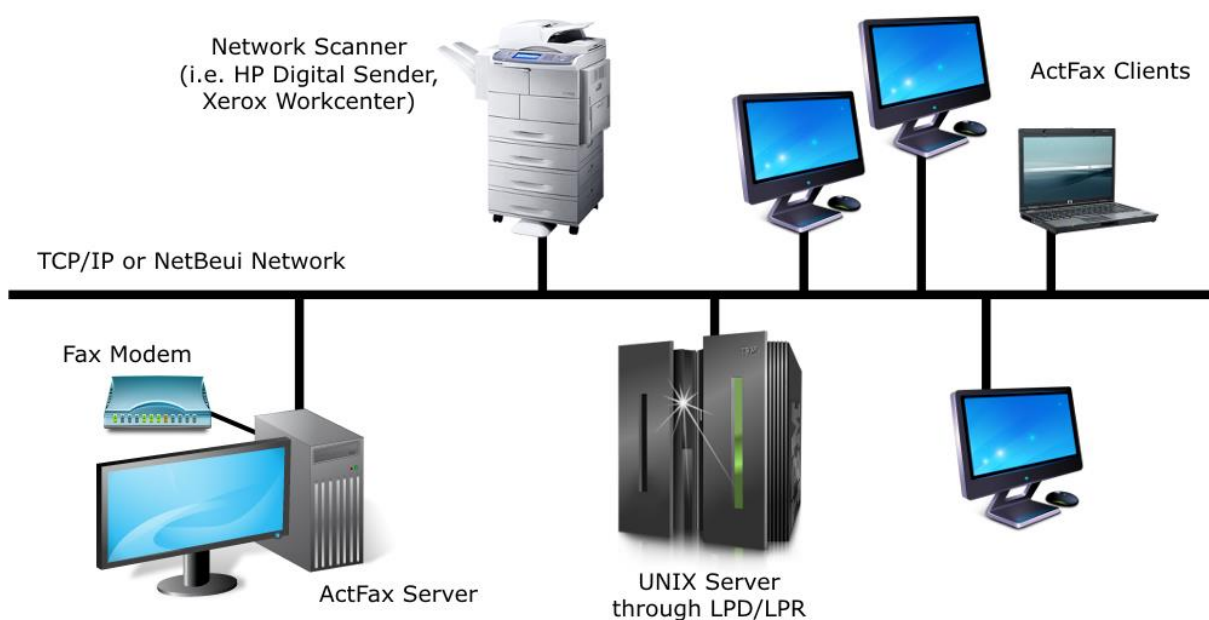 Network Scanner
(i.e. HP Digital Sender,
Xerox Workcenter)
ActFax Clients
TCP/IP or NetBeui Network
Fax Modem
ActFax Server
UNIX Server
through LPD/LPR